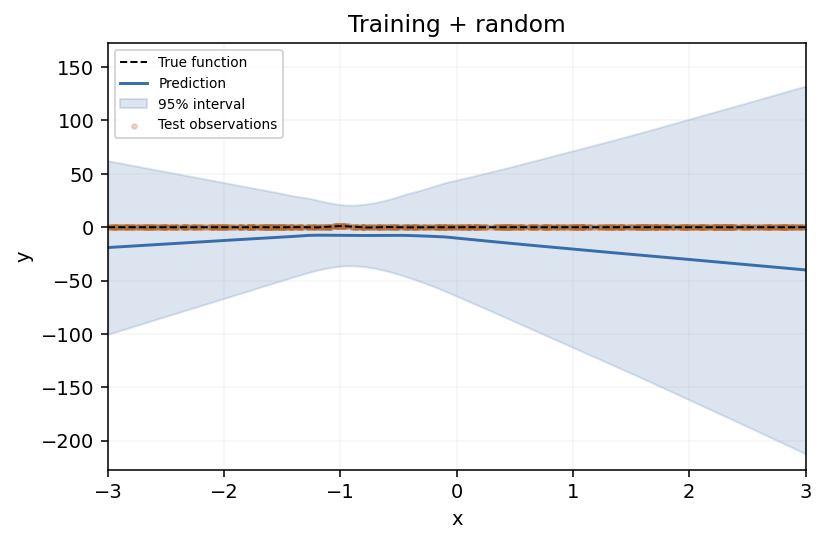 Training + random
True function
Prediction
95% interval
Test observations
150
100
50
0
−50
−100
−150
−200
y
−3 −2 −1 0 1 2 3
x